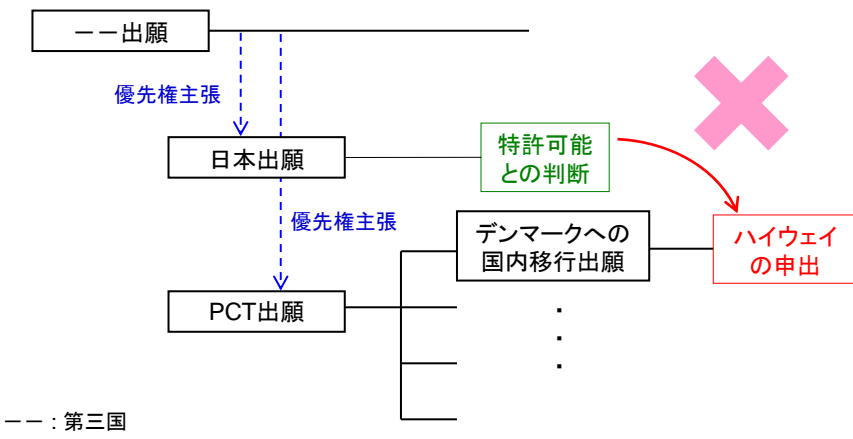 ーー出願
優先権主張
日本出願
特許可能
との判断
優先権主張
デンマークへの
国内移行出願
ハイウェイ
の申出
PCT出願
・
・
・
ーー : 第三国